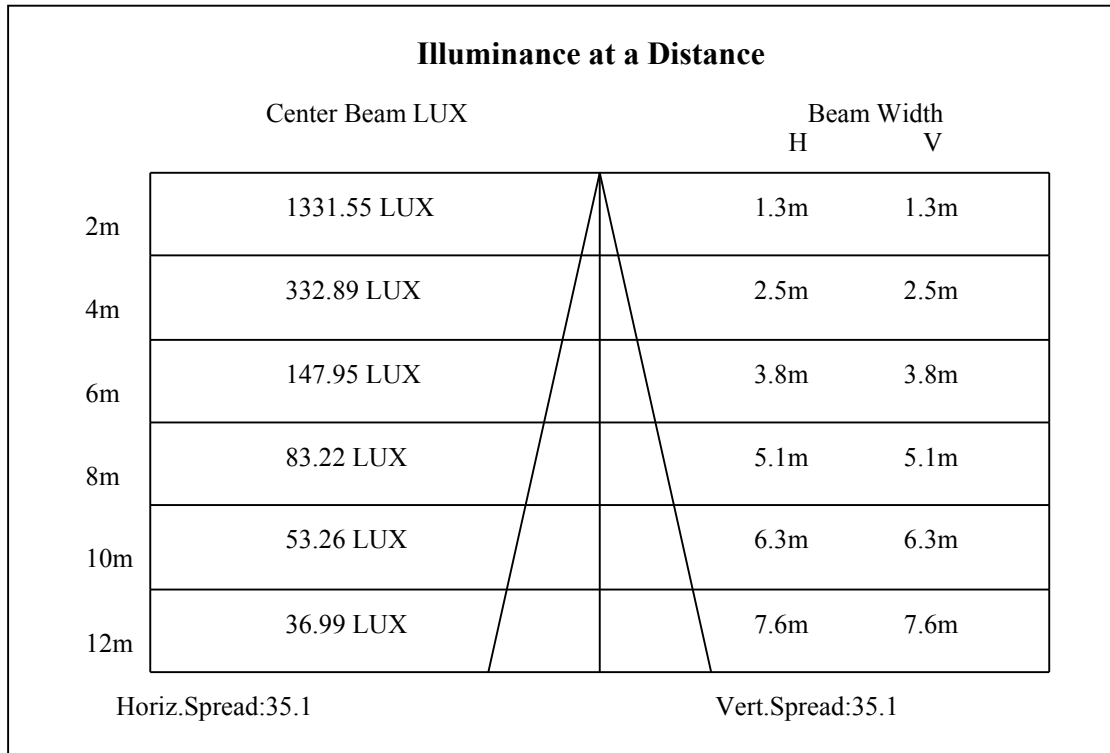 Illuminance at a Distance
Center Beam LUX Beam Width
H V
2m 1331.55 LUX 1.3m 1.3m
4m 332.89 LUX 2.5m 2.5m
6m 147.95 LUX 3.8m 3.8m
8m 83.22 LUX 5.1m 5.1m
10m 53.26 LUX 6.3m 6.3m
12m 36.99 LUX 7.6m 7.6m
Horiz.Spread:35.1 Vert.Spread:35.1